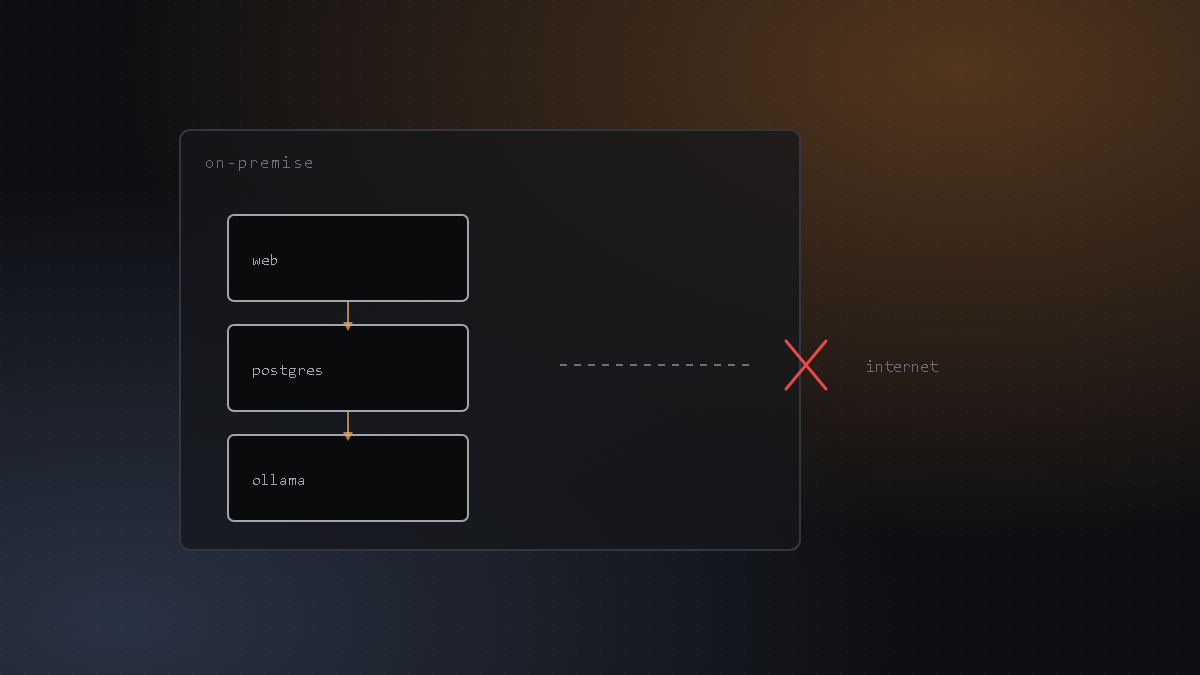 on-premise
web
postgres
internet
ollama